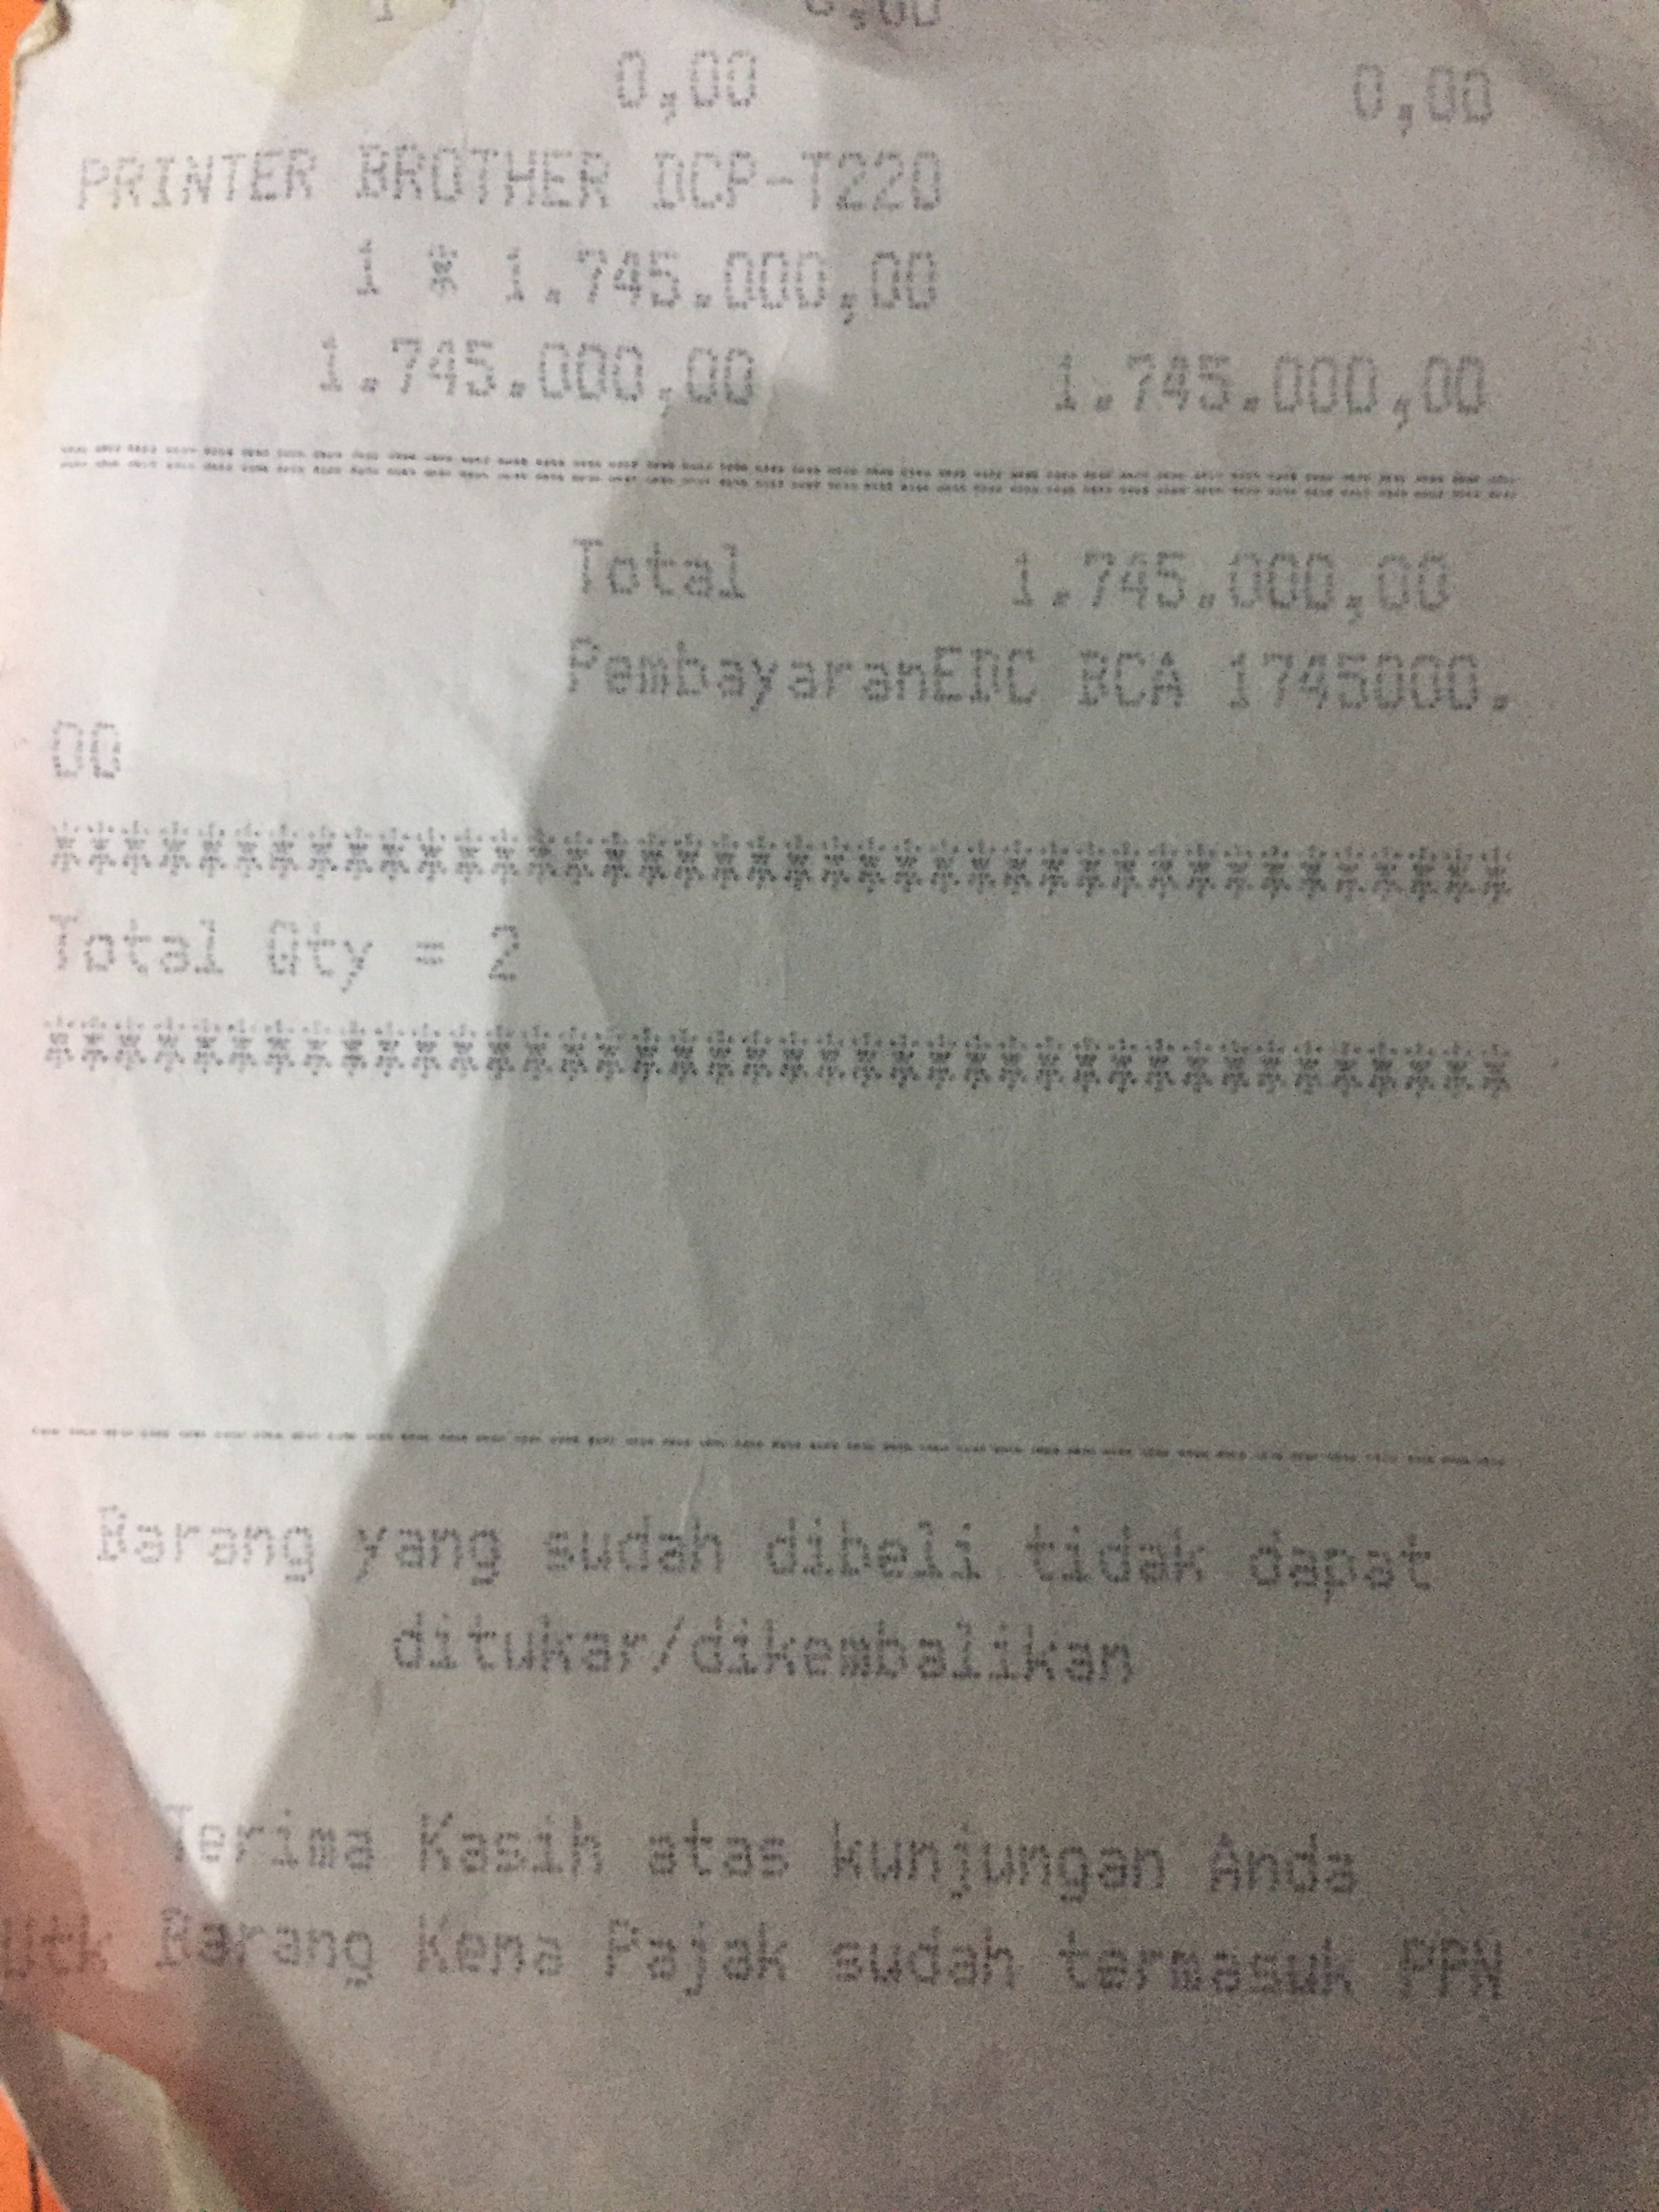 0,00 0,00
PRINTER BROTHER DCP-T220
1 * 1.745.000,00
1.745.000,00 1.745.000,00
Total 1.745.000,00
PembayaranEDC BCA 1745000.
00
****************************************
Total Qty = 2
****************************************
Barang yang sudah dibeli tidak dapat
ditukar/dikembalikan
Terima Kasih atas kunjungan Anda
Utk Barang Kena Pajak sudah termasuk PPN